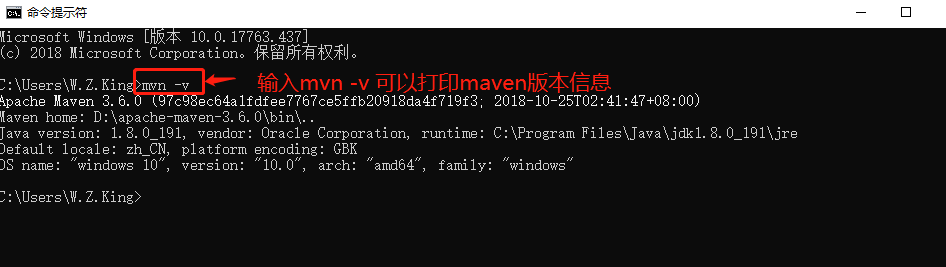 命令提示符
Microsoft Windows [版本 10.0.17763.437]
(c) 2018 Microsoft Corporation。保留所有权利。
C:\Users\W.Z.King>mvn -v 输入mvn -v 可以打印maven版本信息
Apache Maven 3.6.0 (97c98ec64a1fdfee7767ce5ffb20918da4f719f3; 2018-10-25T02:41:47+08:00)
Maven home: D:\apache-maven-3.6.0\bin\..
Java version: 1.8.0_191, vendor: Oracle Corporation, runtime: C:\Program Files\Java\jdk1.8.0_191\jre
Default locale: zh_CN, platform encoding: GBK
OS name: "windows 10", version: "10.0", arch: "amd64", family: "windows"
C:\Users\W.Z.King>